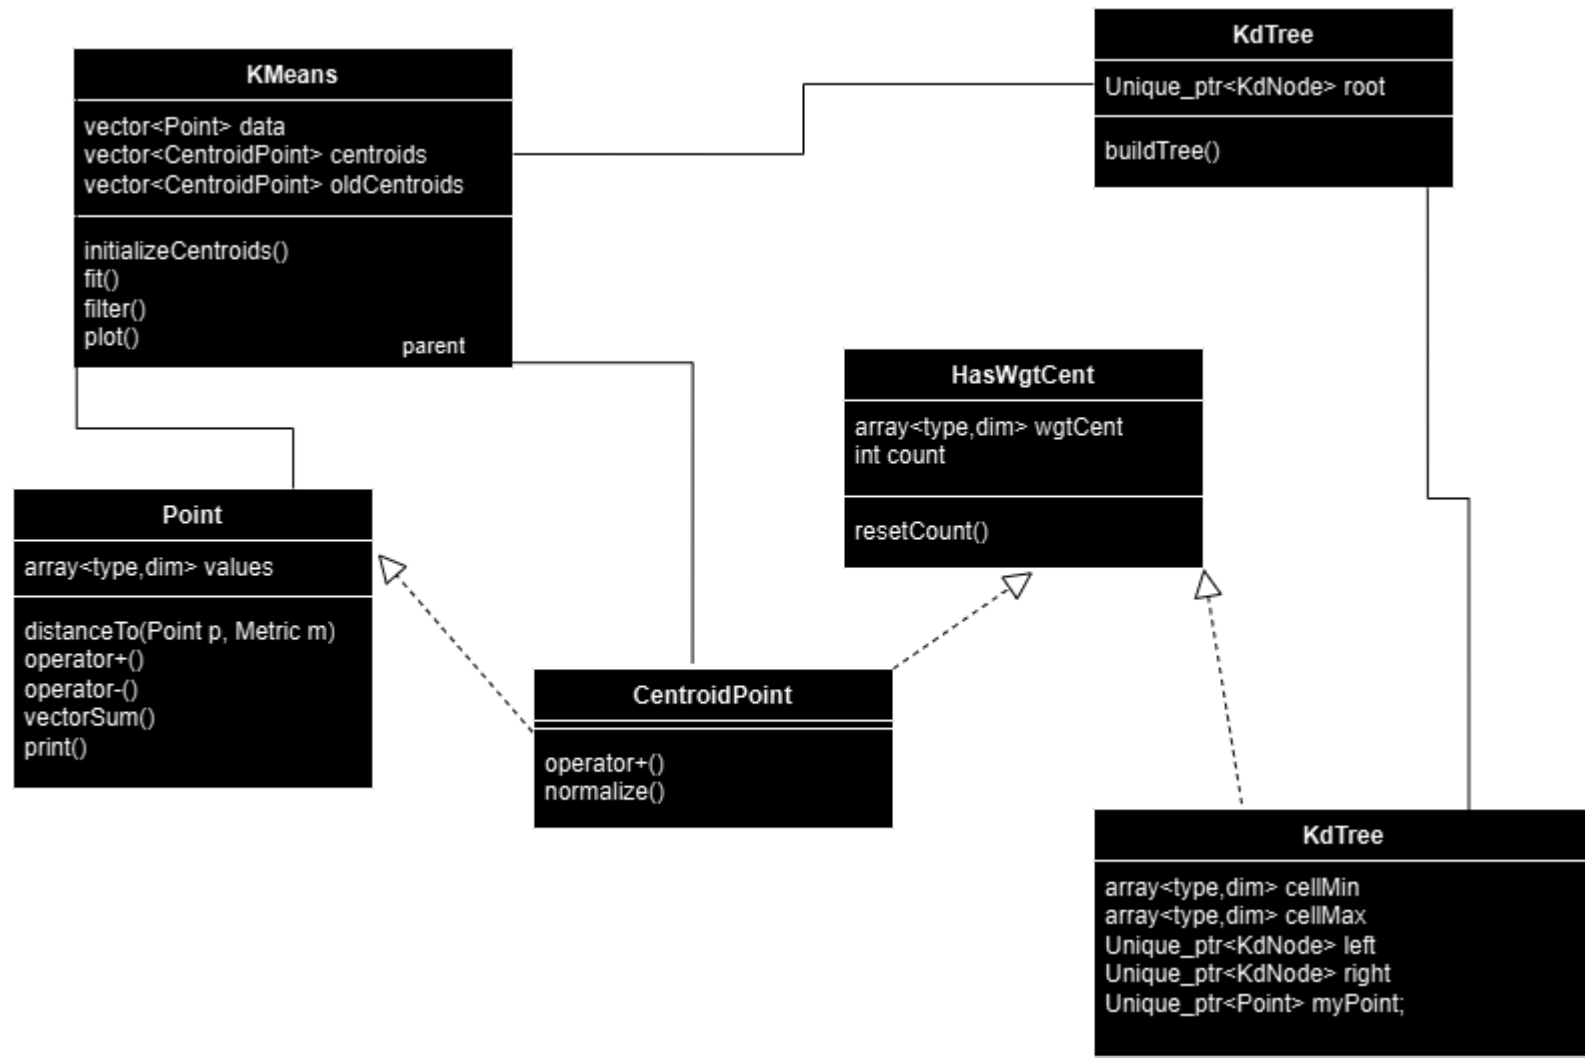 KMeans
vector<Point> data
vector<CentroidPoint> centroids
vector<CentroidPoint> oldCentroids
initializeCentroids()
fit()
filter()
plot()
parent
KdTree
Unique_ptr<KdNode> root
buildTree()
HasWgtCent
array<type,dim> wgtCent
int count
resetCount()
Point
array<type,dim> values
distanceTo(Point p, Metric m)
operator+()
operator-()
vectorSum()
print()
CentroidPoint
operator+()
normalize()
KdTree
array<type,dim> cellMin
array<type,dim> cellMax
Unique_ptr<KdNode> left
Unique_ptr<KdNode> right
Unique_ptr<Point> myPoint;